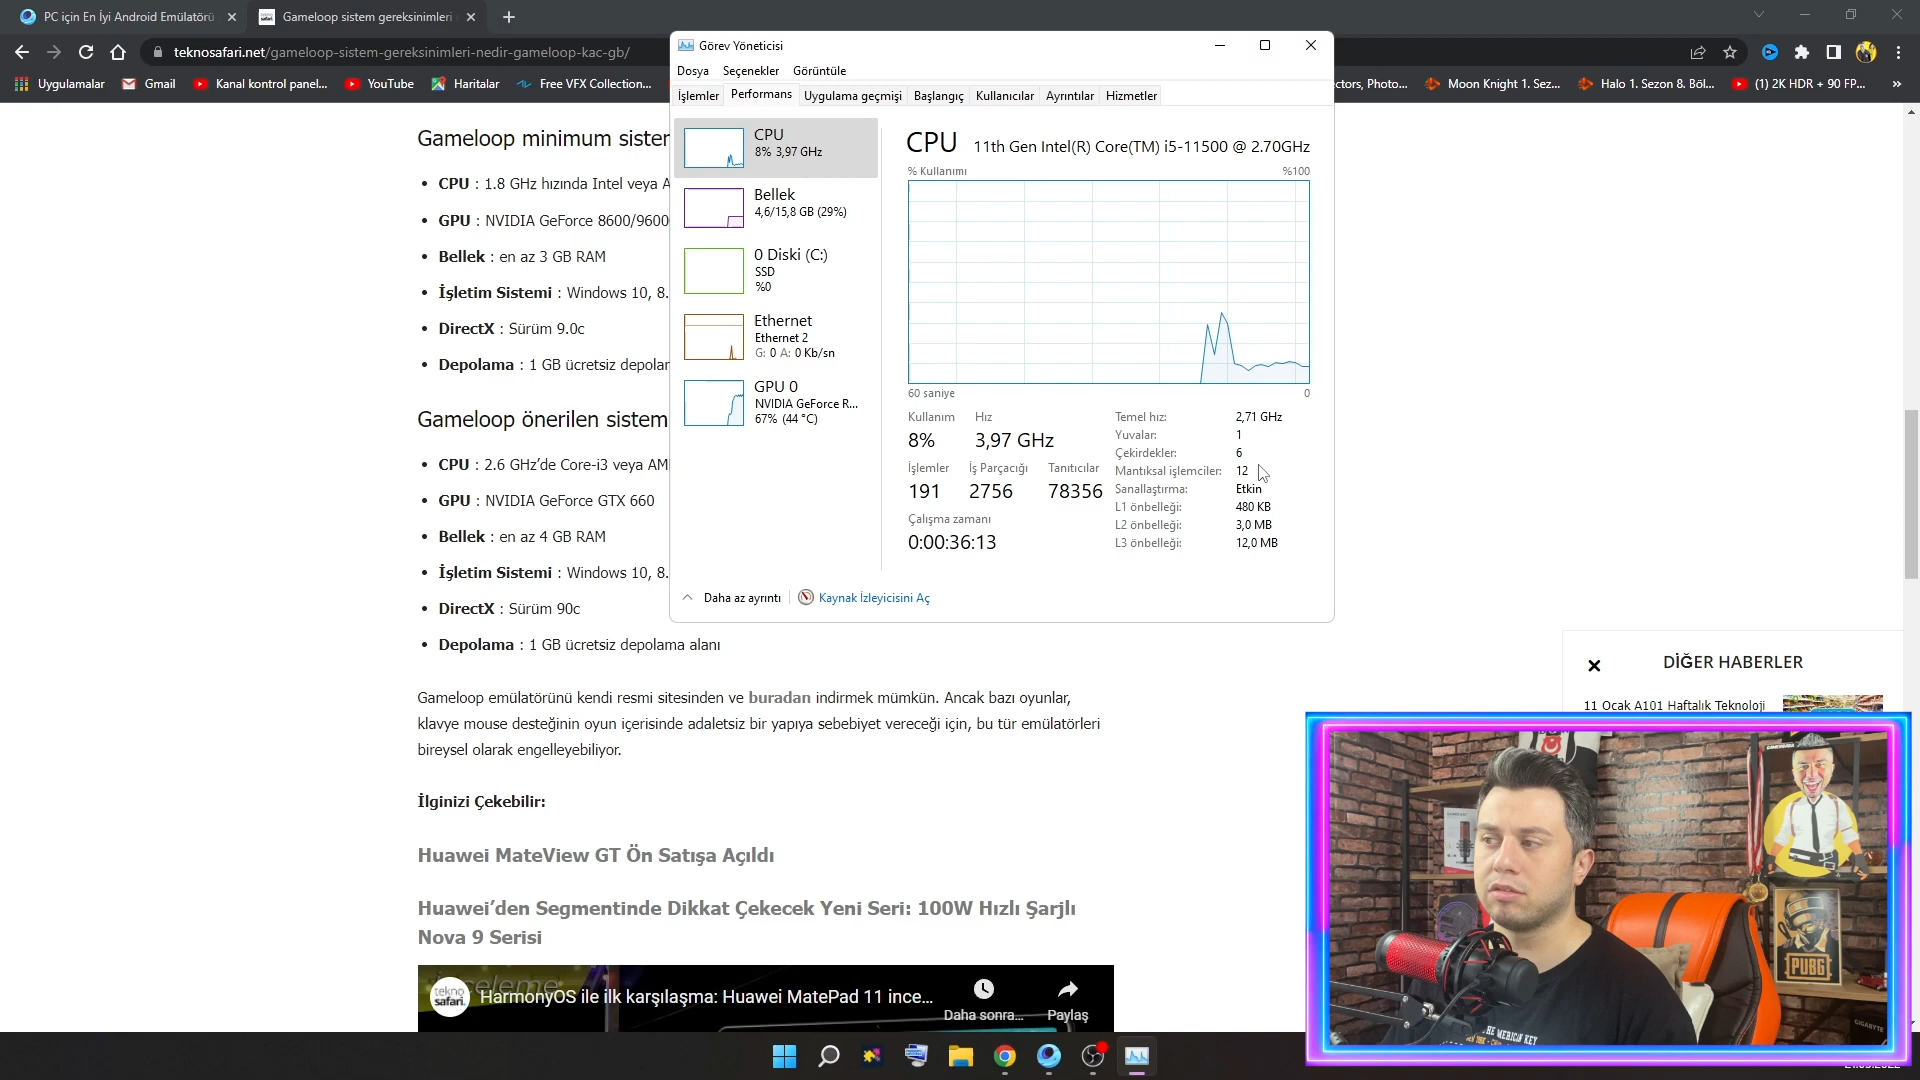 PC için En İyi Android Emülatörü
Gameloop sistem gereksinimleri
teknosafari.net/gameloop-sistem-gereksinimleri-nedir-gameloop-kac-gb/
Uygulamalar
Gmail
Kanal kontrol panel...
YouTube
Haritalar
Free VFX Collection...
ectors, Photo...
Moon Knight 1. Sez...
Halo 1. Sezon 8. Böl...
(1) 2K HDR + 90 FP...
»
Gameloop minimum sister
• CPU : 1.8 GHz hızında Intel veya A
• GPU : NVIDIA GeForce 8600/9600
• Bellek : en az 3 GB RAM
• İşletim Sistemi : Windows 10, 8.
• DirectX : Sürüm 9.0c
• Depolama : 1 GB ücretsiz depolar
Gameloop önerilen sistem
• CPU : 2.6 GHz'de Core-i3 veya AM
• GPU : NVIDIA GeForce GTX 660
• Bellek : en az 4 GB RAM
• İşletim Sistemi : Windows 10, 8.
• DirectX : Sürüm 90c
• Depolama : 1 GB ücretsiz depolama alanı
Gameloop emülatörünü kendi resmi sitesinden ve buradan indirmek mümkün. Ancak bazı oyunlar,
klavye mouse desteğinin oyun içerisinde adaletsiz bir yapıya sebebiyet vereceği için, bu tür emülatörleri
bireysel olarak engelleyebiliyor.
İlginizi Çekebilir:
Huawei MateView GT Ön Satışa Açıldı
Huawei'den Segmentinde Dikkat Çekecek Yeni Seri: 100W Hızlı Şarjlı
Nova 9 Serisi
tekno
safari.
HarmonyOS ile ilk karşılaşma: Huawei MatePad 11 ince...
Daha sonra...
Paylaş
Görev Yöneticisi
Dosya Seçenekler Görüntüle
İşlemler Performans Uygulama geçmişi Başlangıç Kullanıcılar Ayrıntılar Hizmetler
CPU
8% 3,97 GHz
Bellek
4,6/15,8 GB (29%)
0 Diski (C:)
SSD
%0
Ethernet
Ethernet 2
G: 0 A: 0 Kb/sn
GPU 0
NVIDIA GeForce R...
67% (44 °C)
CPU 11th Gen Intel(R) Core(TM) i5-11500 @ 2.70GHz
% Kullanımı %100
60 saniye 0
Kullanım Hız
8% 3,97 GHz
İşlemler İş Parçacığı Tanıtıcılar
191 2756 78356
Çalışma zamanı
0:00:36:13
Temel hız: 2,71 GHz
Yuvalar: 1
Çekirdekler: 6
Mantıksal işlemciler: 12
Sanallaştırma: Etkin
L1 önbelleği: 480 KB
L2 önbelleği: 3,0 MB
L3 önbelleği: 12,0 MB
Daha az ayrıntı
Kaynak İzleyicisini Aç
DİĞER HABERLER
11 Ocak A101 Haftalık Teknoloji
PUBG
GIGABYTE